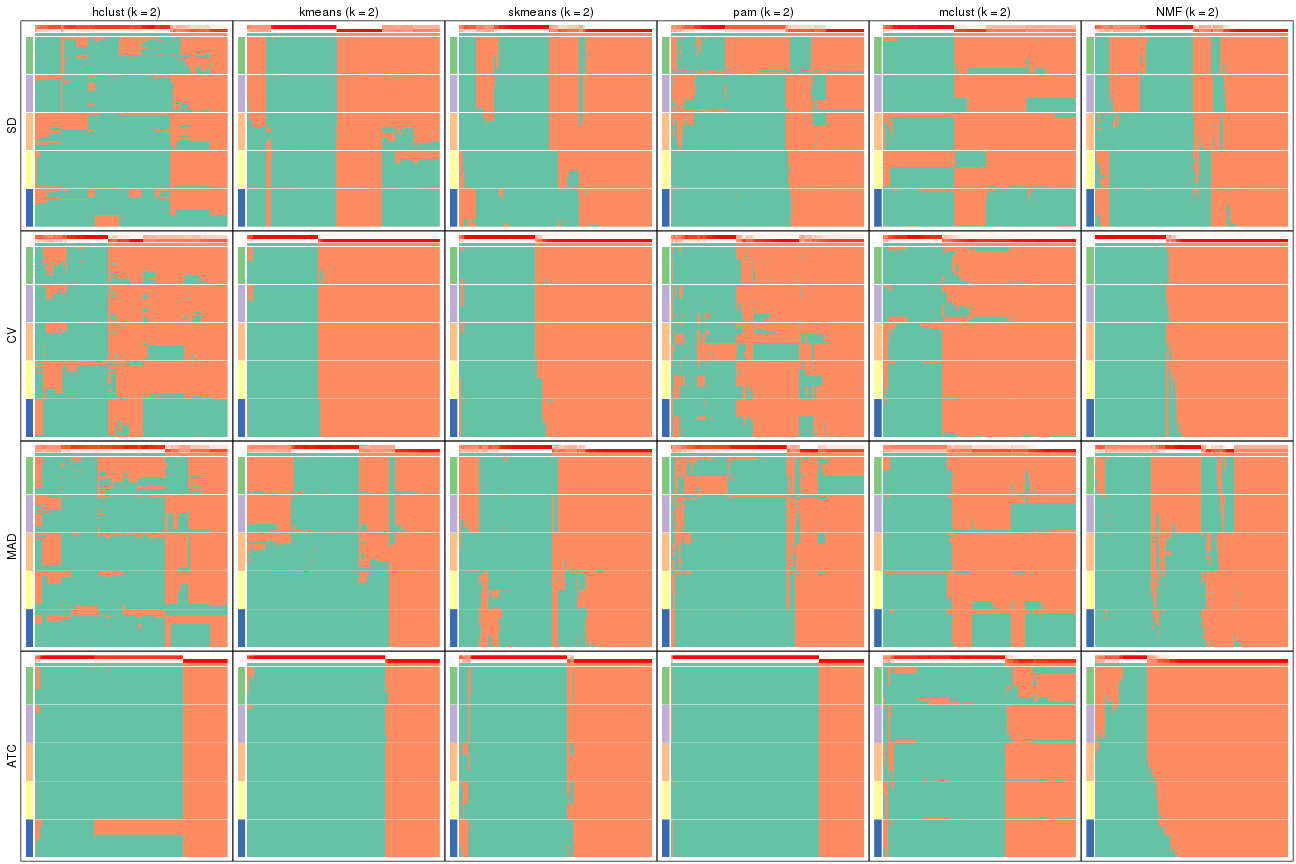 hclust (k = 2) kmeans (k = 2) skmeans (k = 2) pam (k = 2) mclust (k = 2) NMF (k = 2)
SD
CV
MAD
ATC